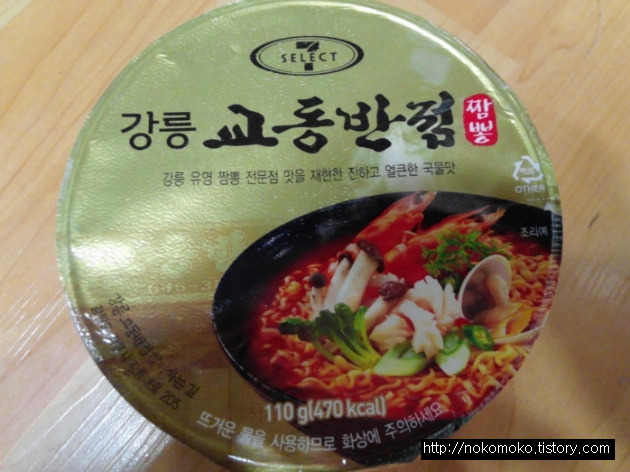 7
SELECT
강릉 교동반점 짬뽕
강릉 유명 짬뽕 전문점 맛을 재현한 진하고 얼큰한 국물맛
OTHER
조리예
205
110 g(470 kcal)
뜨거운 물을 사용하므로 화상에 주의하세요
http://nokomoko.tistory.com